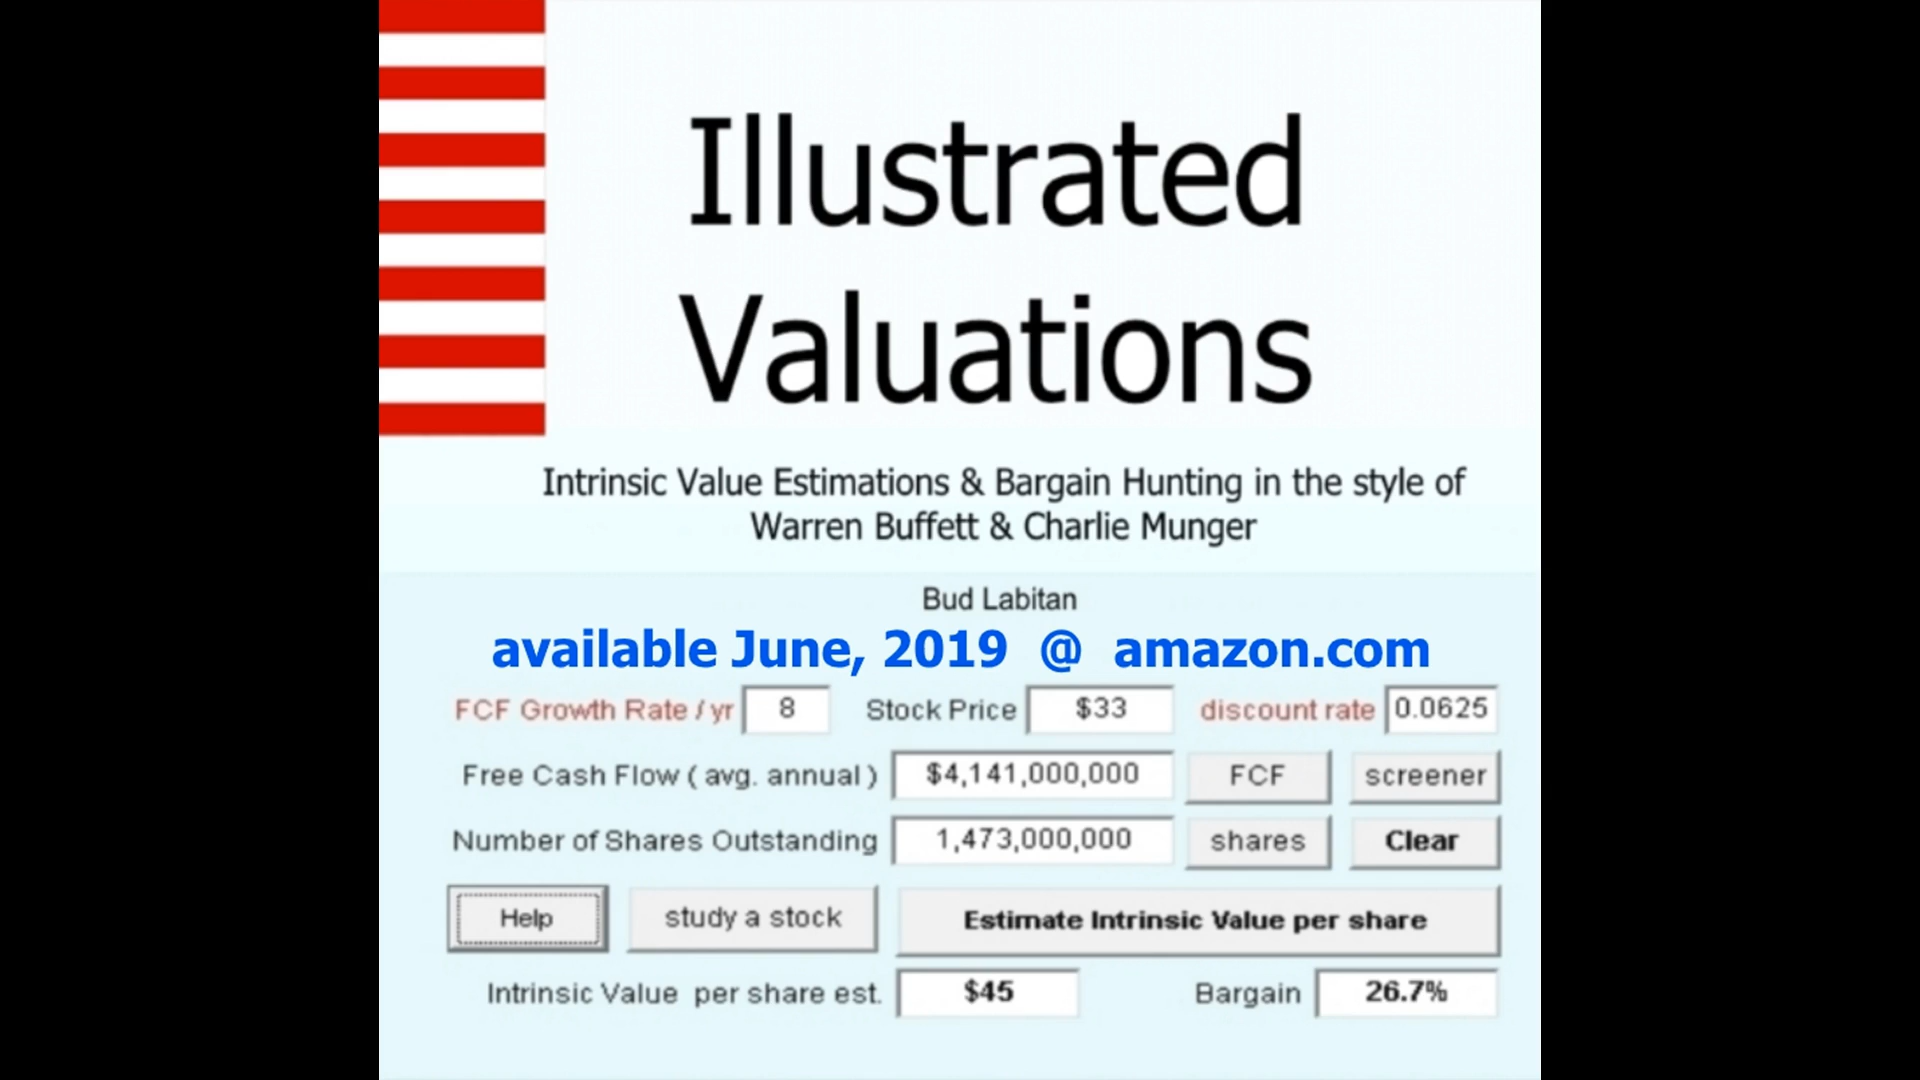 Illustrated
Valuations
Intrinsic Value Estimations & Bargain Hunting in the style of
Warren Buffett & Charlie Munger
Bud Labitan
available June, 2019 @ amazon.com
FCF Growth Rate / yr 8 Stock Price $33 discount rate 0.0625
Free Cash Flow ( avg. annual ) $4,141,000,000 FCF screener
Number of Shares Outstanding 1,473,000,000 shares Clear
Help study a stock Estimate Intrinsic Value per share
Intrinsic Value per share est. $45 Bargain 26.7%